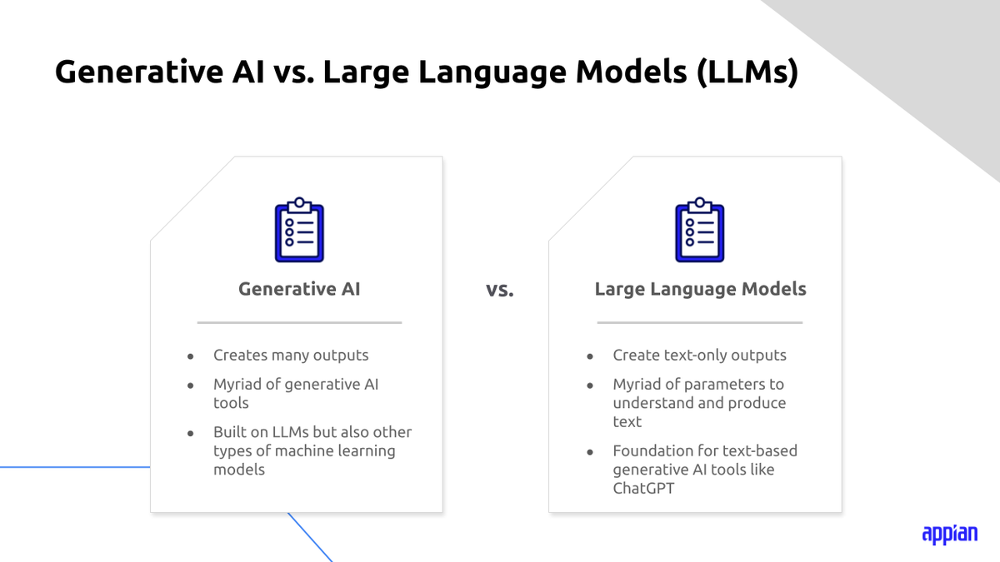 Generative AI vs. Large Language Models (LLMs)
Generative AI
● Creates many outputs
● Myriad of generative AI
tools
● Built on LLMs but also other
types of machine learning
models
vs.
Large Language Models
● Create text-only outputs
● Myriad of parameters to
understand and produce
text
● Foundation for text-based
generative AI tools like
ChatGPT
appian